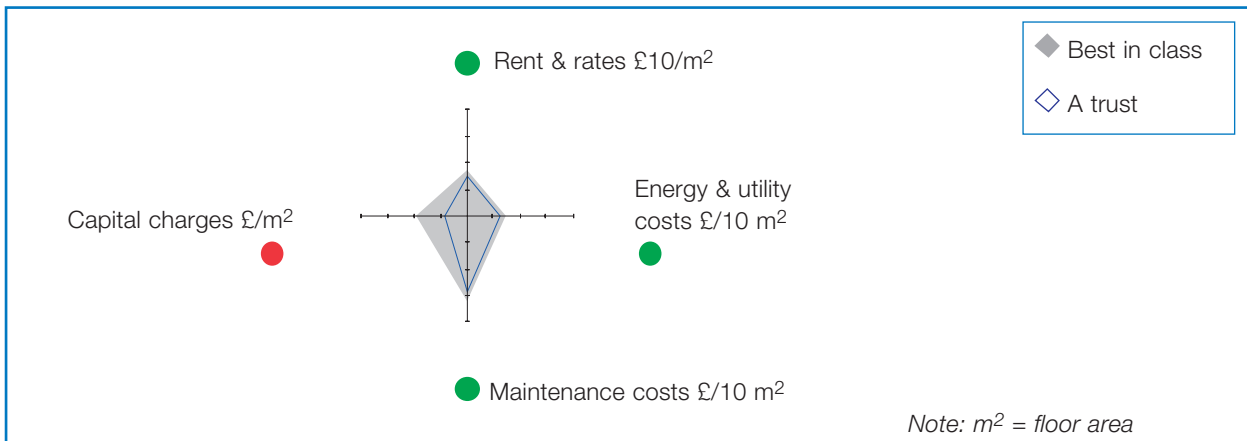 Rent & rates £10/m²
Best in class
A trust
Energy & utility
costs £/10 m²
Capital charges £/m²
Maintenance costs £/10 m²
Note: m² = floor area